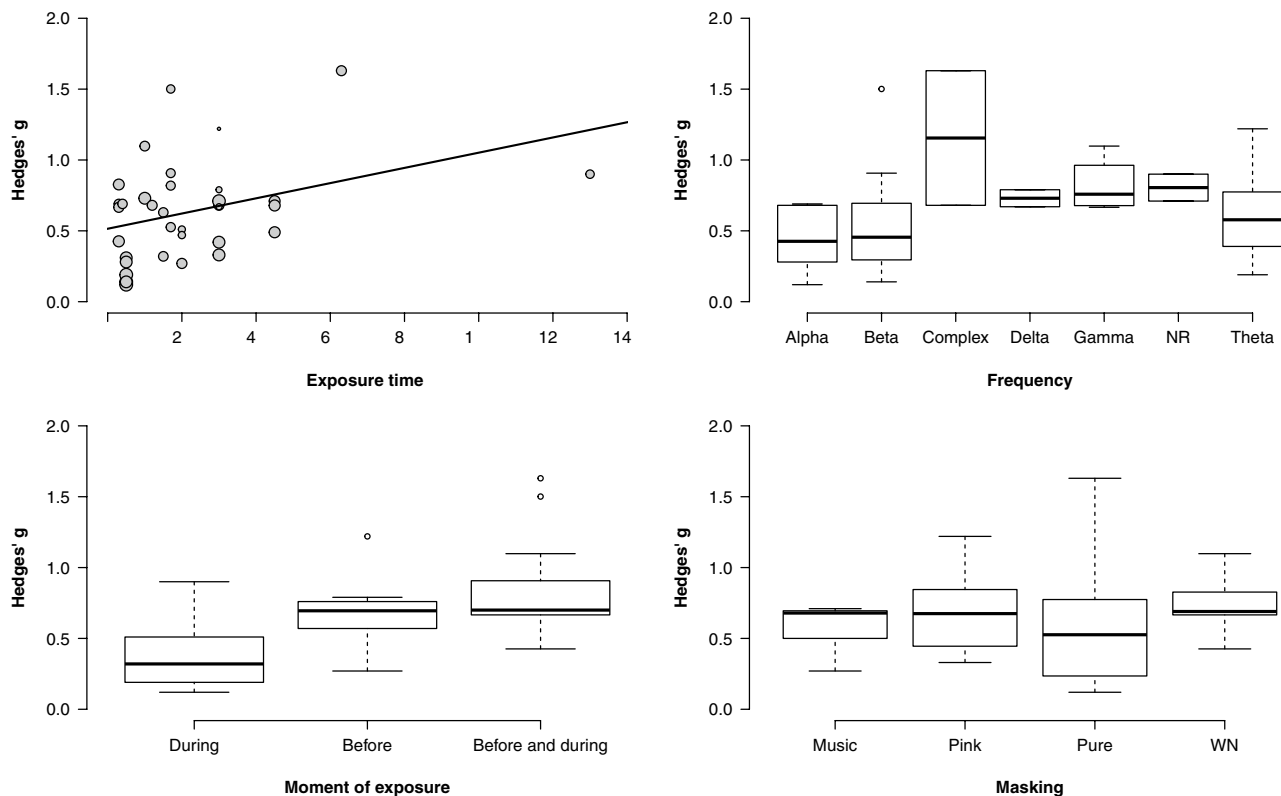 2.0
1.5
1.0
0.5
0.0
Hedges' g
2 4 6 8 1 12 14
Exposure time
2.0
1.5
1.0
0.5
0.0
Hedges' g
Alpha Beta Complex Delta Gamma NR Theta
Frequency
2.0
1.5
1.0
0.5
0.0
Hedges' g
During Before Before and during
Moment of exposure
2.0
1.5
1.0
0.5
0.0
Hedges' g
Music Pink Pure WN
Masking